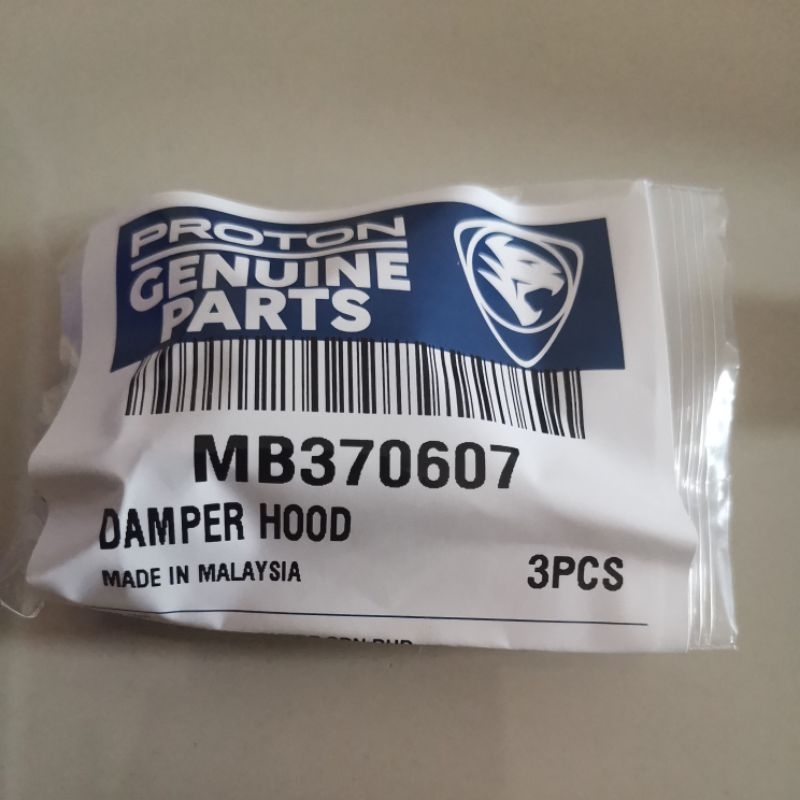 PROTON
GENUINE
PARTS
MB370607
DAMPER HOOD
MADE IN MALAYSIA
3PCS